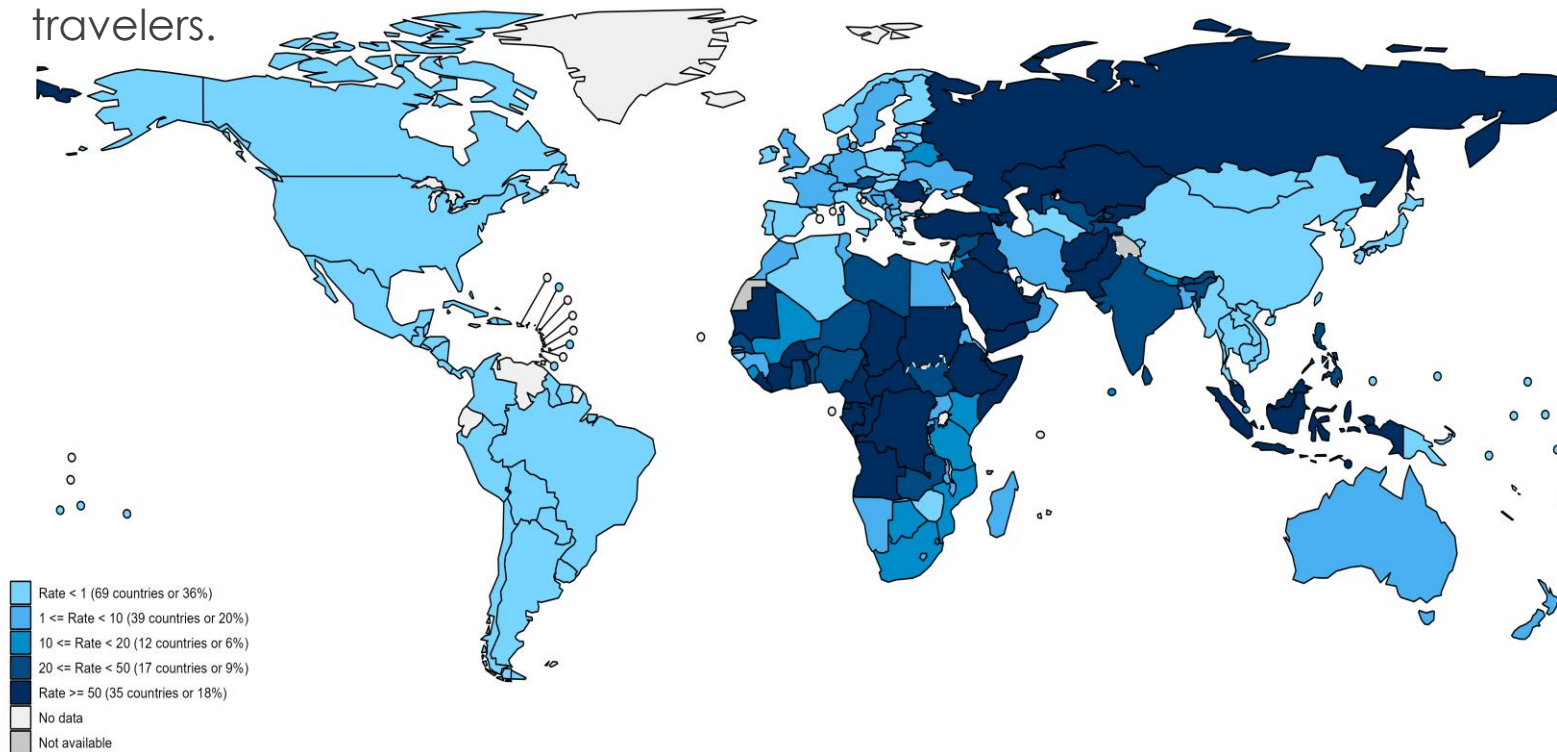 travelers.
Rate < 1 (69 countries or 36%)
1 <= Rate < 10 (39 countries or 20%)
10 <= Rate < 20 (12 countries or 6%)
20 <= Rate < 50 (17 countries or 9%)
Rate >= 50 (35 countries or 18%)
No data
Not available